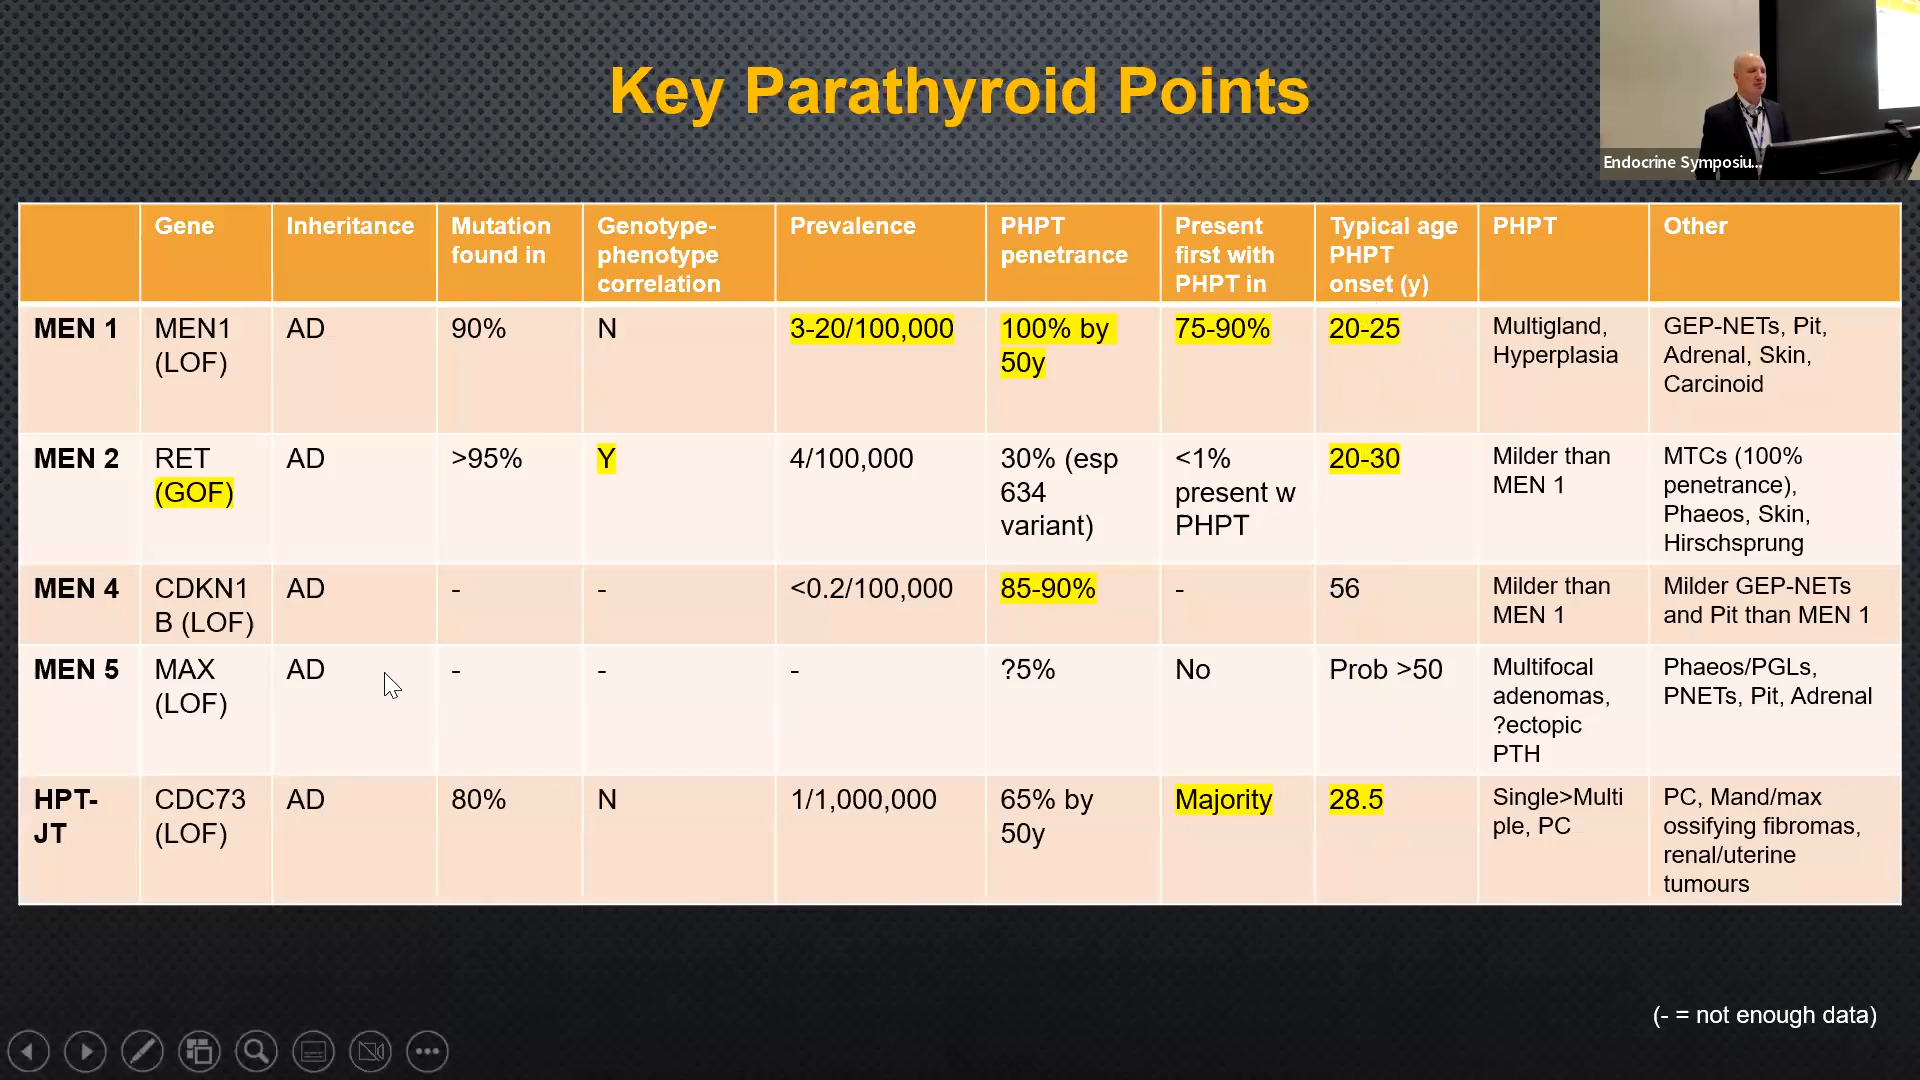 Key Parathyroid Points
Endocrine Symposiu...
Gene
Inheritance
Mutation
found in
Genotype-
phenotype
correlation
Prevalence
PHPT
penetrance
Present
first with
PHPT in
Typical age
PHPT
onset (y)
PHPT
Other
MEN 1
MEN1
(LOF)
AD
90%
N
3-20/100,000
100% by
50y
75-90%
20-25
Multigland,
Hyperplasia
GEP-NETs, Pit,
Adrenal, Skin,
Carcinoid
MEN 2
RET
(GOF)
AD
>95%
Y
4/100,000
30% (esp
634
variant)
<1%
present w
PHPT
20-30
Milder than
MEN 1
MTCs (100%
penetrance),
Phaeos, Skin,
Hirschsprung
MEN 4
CDKN1
B (LOF)
AD
-
-
<0.2/100,000
85-90%
-
56
Milder than
MEN 1
Milder GEP-NETs
and Pit than MEN 1
MEN 5
MAX
(LOF)
AD
-
-
-
?5%
No
Prob >50
Multifocal
adenomas,
?ectopic
PTH
Phaeos/PGLs,
PNETs, Pit, Adrenal
HPT-
JT
CDC73
(LOF)
AD
80%
N
1/1,000,000
65% by
50y
Majority
28.5
Single>Multi
ple, PC
PC, Mand/max
ossifying fibromas,
renal/uterine
tumours
(- = not enough data)